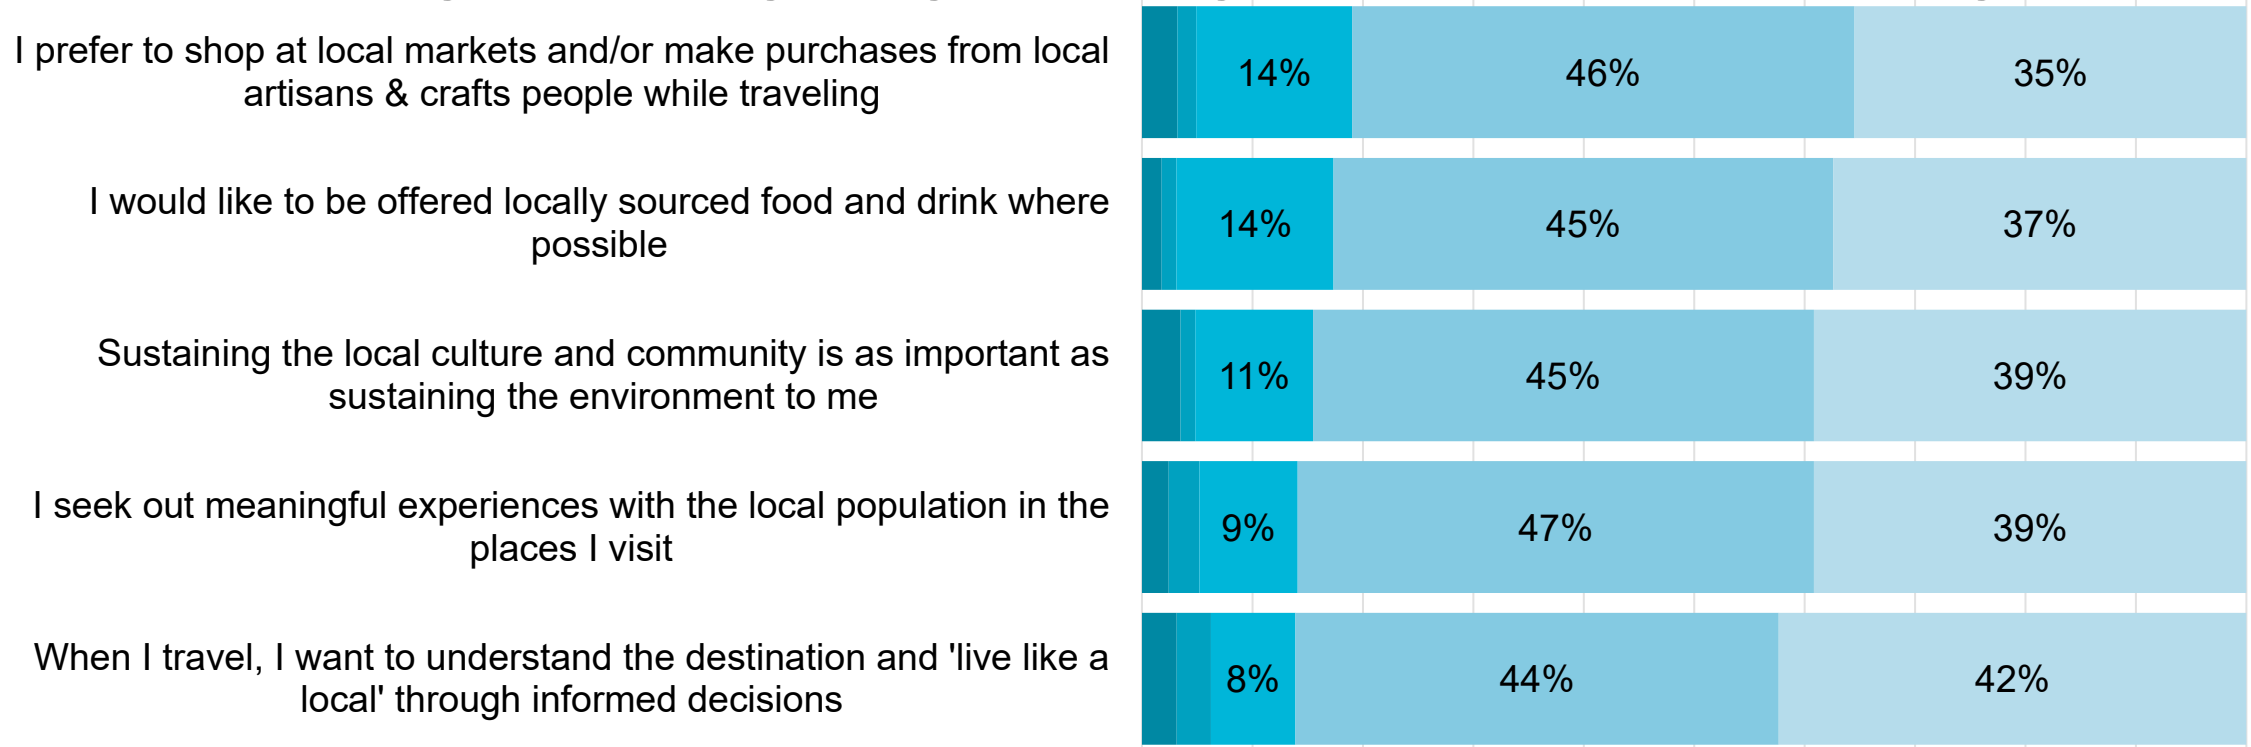 I prefer to shop at local markets and/or make purchases from local
artisans & crafts people while traveling
14%
46%
35%
I would like to be offered locally sourced food and drink where
possible
14%
45%
37%
Sustaining the local culture and community is as important as
sustaining the environment to me
11%
45%
39%
I seek out meaningful experiences with the local population in the
places I visit
9%
47%
39%
When I travel, I want to understand the destination and 'live like a
local' through informed decisions
8%
44%
42%